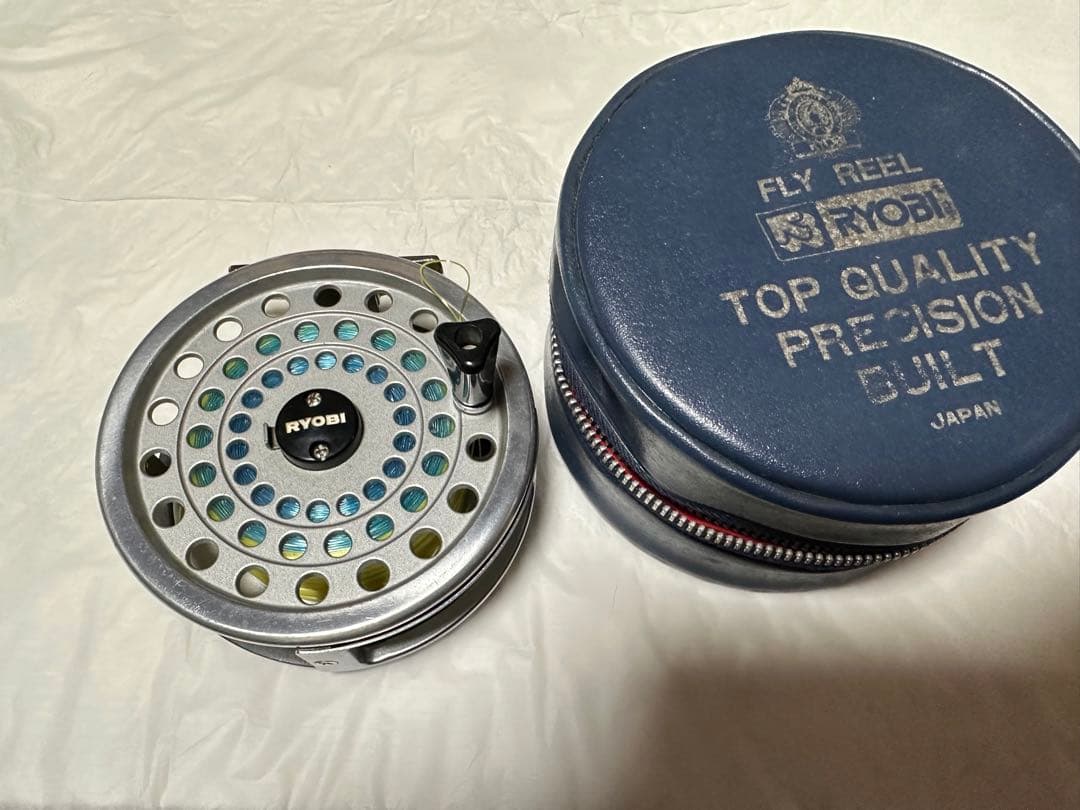 RYOBI
FLY REEL
RYOBI
TOP QUALITY
PRECISION
BUILT
JAPAN